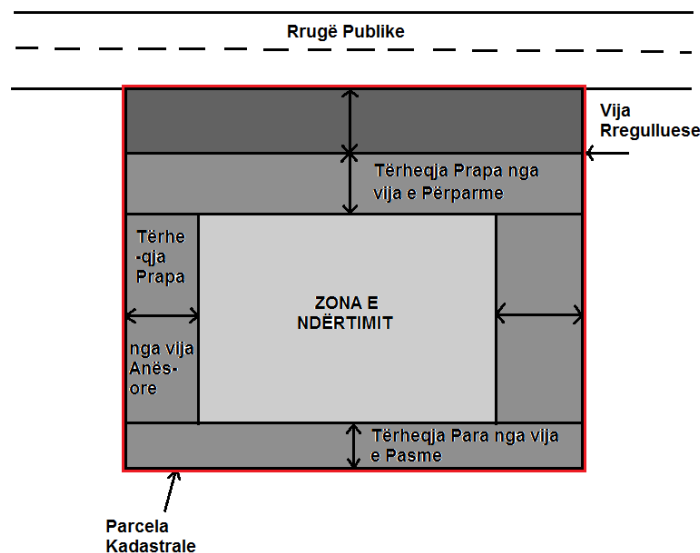 Rrugë Publike
Vija
Rregulluese
Tërheqja Prapa nga
vija e Përparme
Tërhe
-qja
Prapa
ZONA E
NDËRTIMIT
nga vija
Anës-
ore
Tërheqja Para nga vija
e Pasme
Parcela
Kadastrale